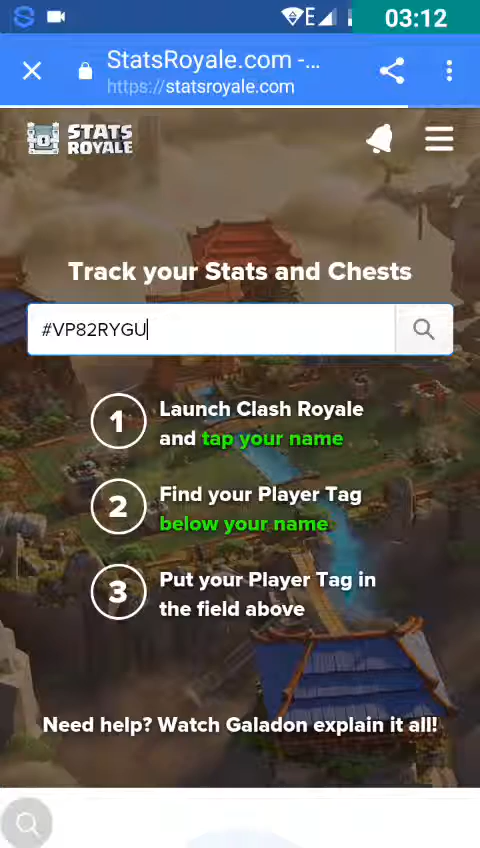 E
03:12
StatsRoyale.com -...
https://statsroyale.com
STATS
ROYALE
Track your Stats and Chests
#VP82RYGU
1
Launch Clash Royale
and tap your name
2
Find your Player Tag
below your name
3
Put your Player Tag in
the field above
Need help? Watch Galadon explain it all!